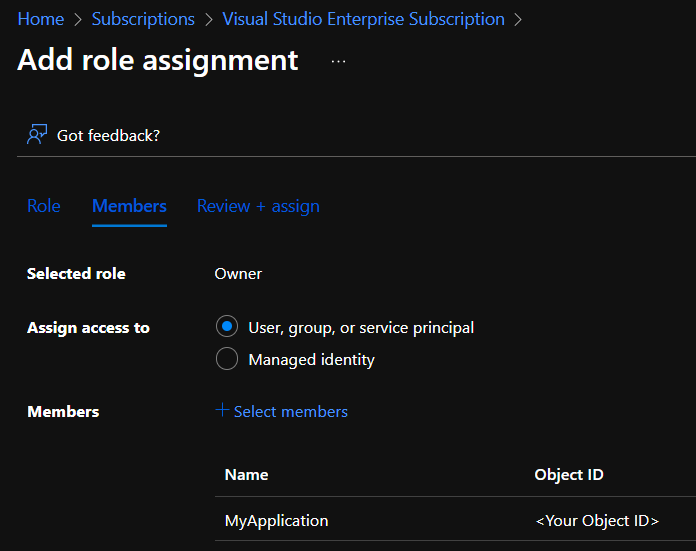 Home > Subscriptions > Visual Studio Enterprise Subscription >
Add role assignment ...
Got feedback?
Role Members Review + assign
Selected role Owner
Assign access to User, group, or service principal
Managed identity
Members + Select members
Name Object ID
MyApplication <Your Object ID>